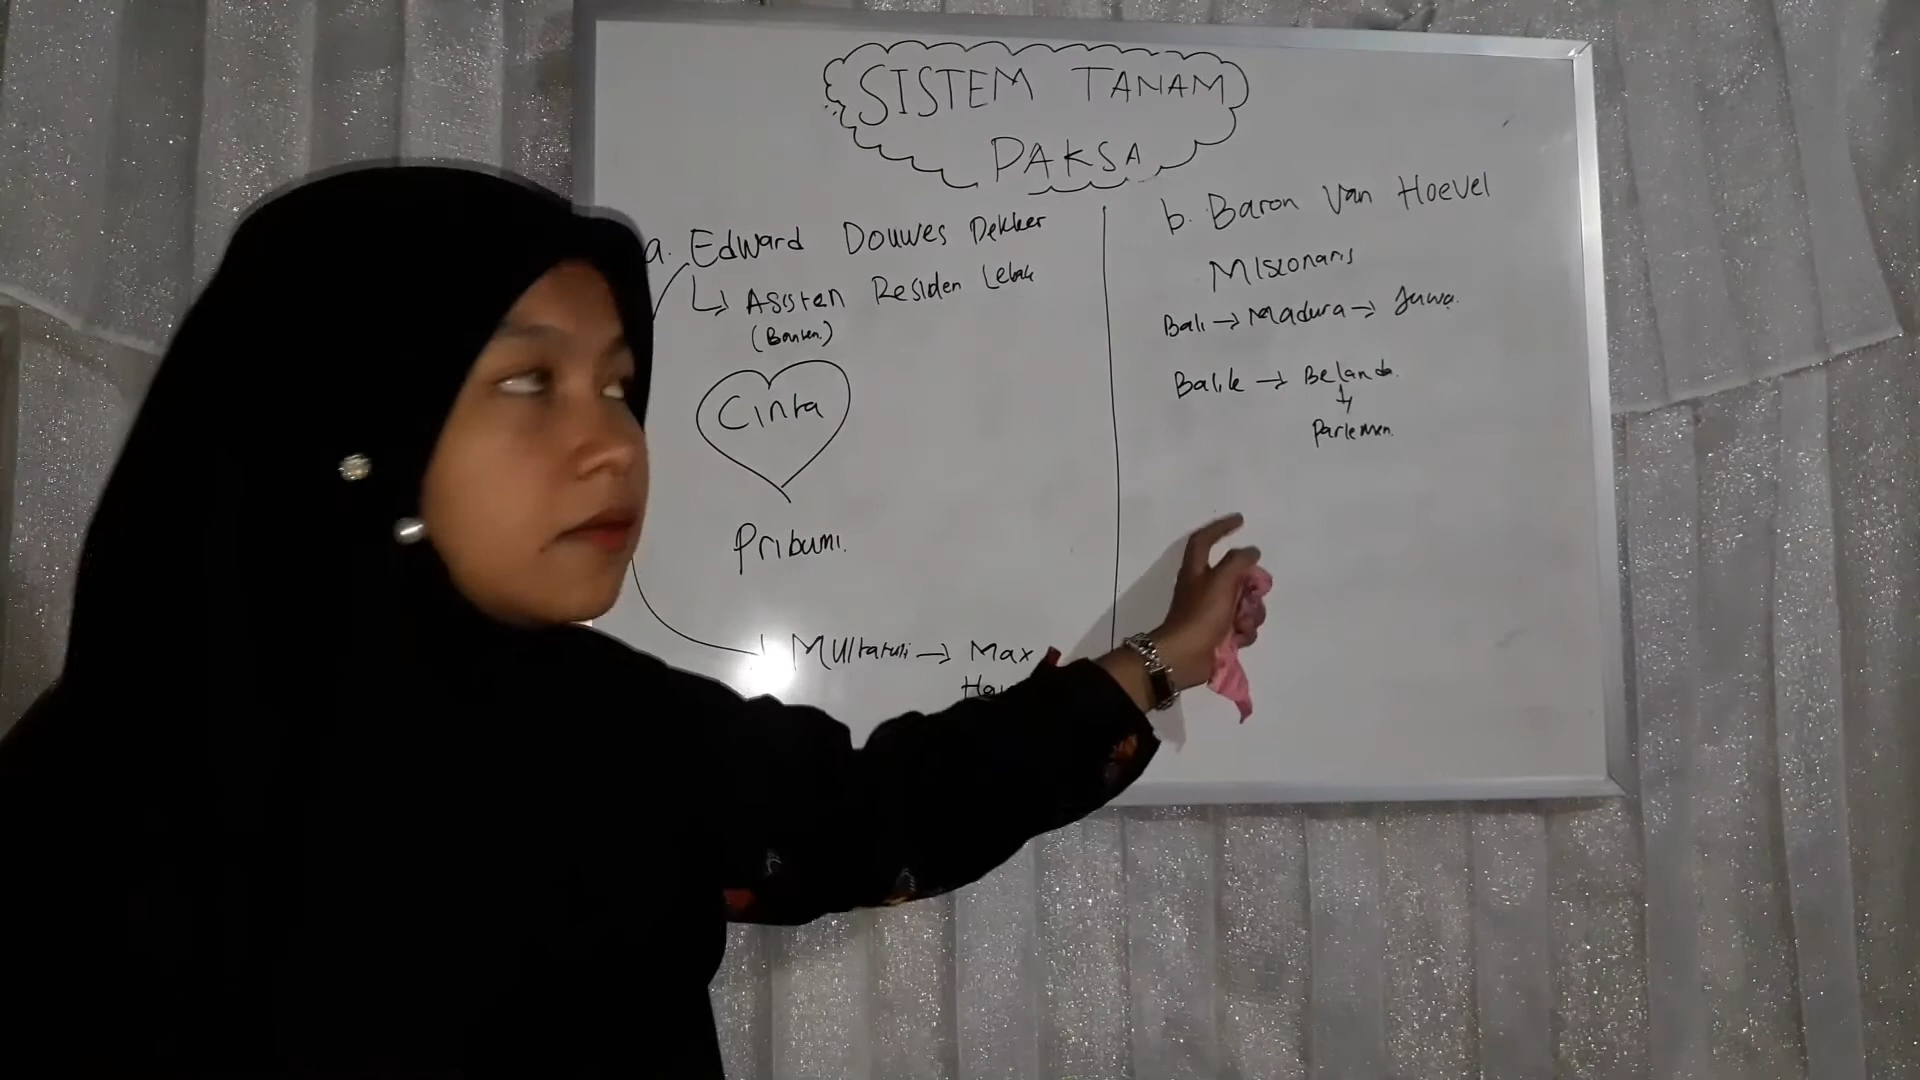 SISTEM TANAM
PAKSA
a. Edward Douwes Dekker
↳ Asisten Residen Lebak
(Banten)
Cinta
Pribumi.
Multatuli → Max
Ha
b. Baron Van Hoevel
Misionaris
Bali → Madura → Jawa.
Balik → Belanda.
↓
Parlemen.